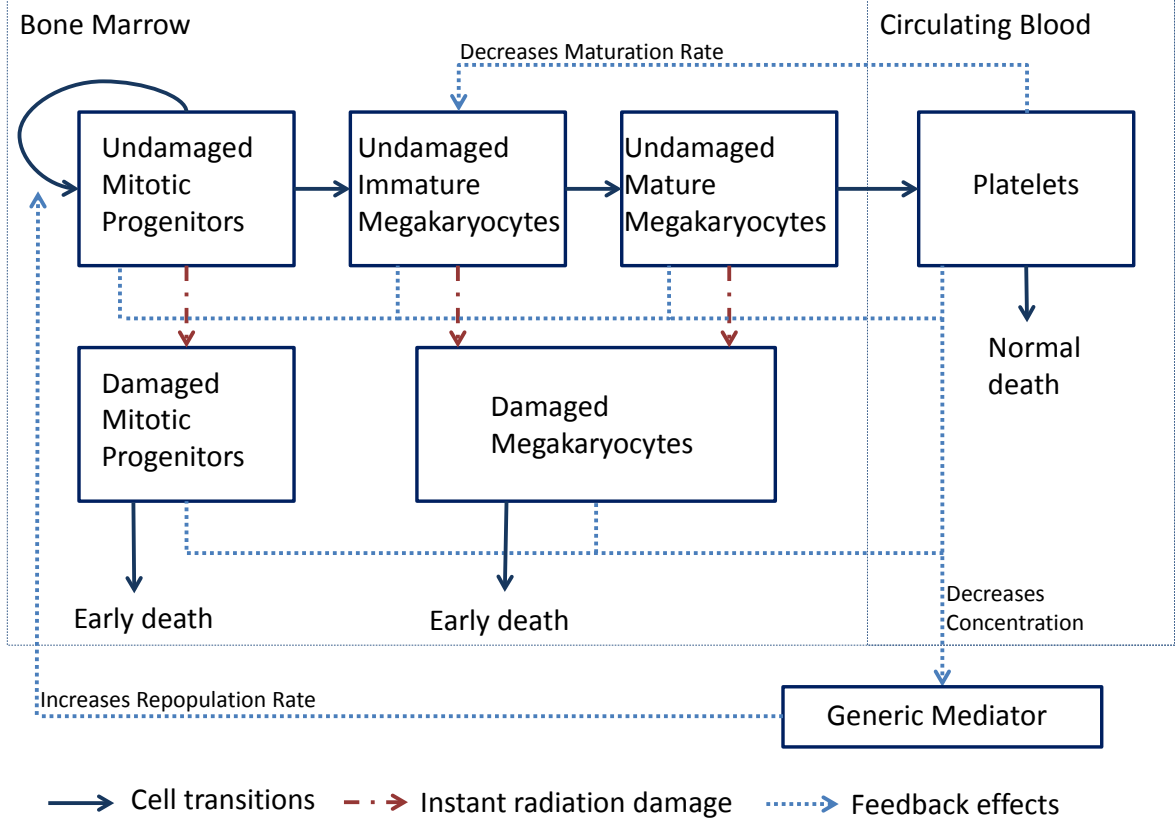 Bone Marrow
Circulating Blood
Decreases Maturation Rate
Undamaged
Mitotic
Progenitors
Undamaged
Immature
Megakaryocytes
Undamaged
Mature
Megakaryocytes
Platelets
Normal
death
Damaged
Mitotic
Progenitors
Damaged
Megakaryocytes
Early death
Early death
Decreases
Concentration
Increases Repopulation Rate
Generic Mediator
Cell transitions
Instant radiation damage
Feedback effects